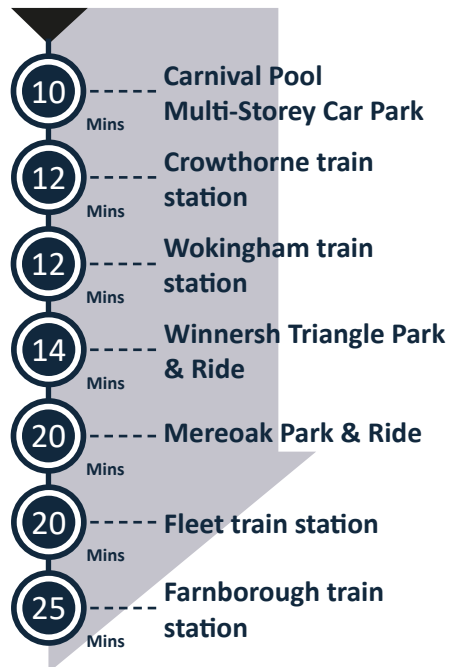 10
Mins
Carnival Pool
Multi-Storey Car Park
12
Mins
Crowthorne train
station
12
Mins
Wokingham train
station
14
Mins
Winnersh Triangle Park
& Ride
20
Mins
Mereoak Park & Ride
20
Mins
Fleet train station
25
Mins
Farnborough train
station